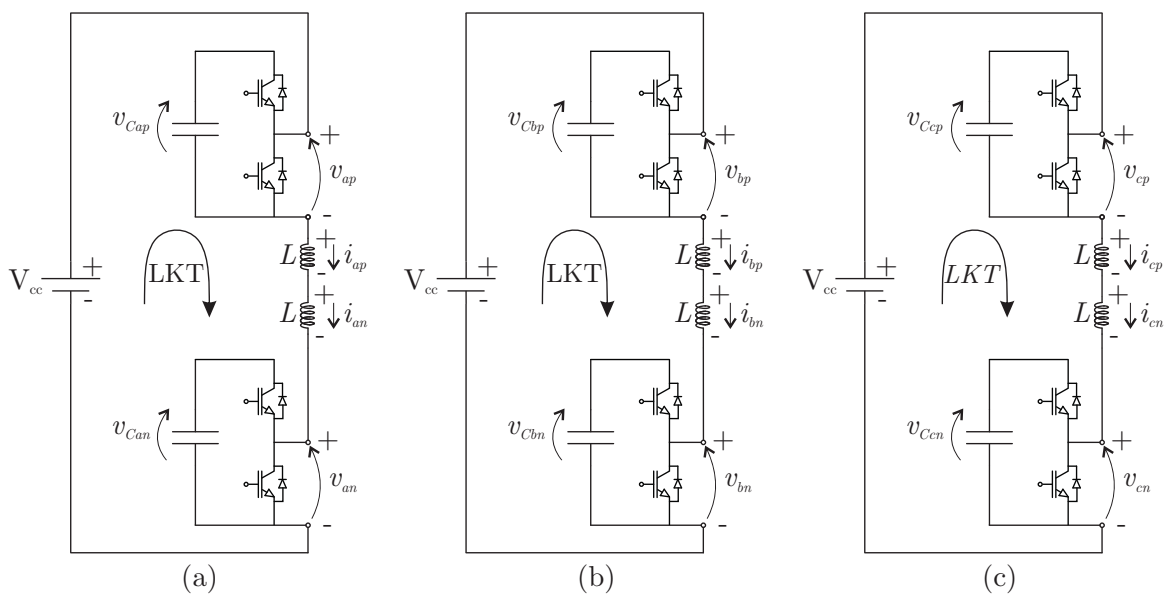 v_Cap
+
v_ap
-
V_cc
+
-
LKT
L
+
-
i_ap
L
+
-
i_an
v_Can
+
v_an
-
(a)
v_Cbp
+
v_bp
-
V_cc
+
-
LKT
L
+
-
i_bp
L
+
-
i_bn
v_Cbn
+
v_bn
-
(b)
v_Ccp
+
v_cp
-
V_cc
+
-
LKT
L
+
-
i_cp
L
+
-
i_cn
v_Ccn
+
v_cn
-
(c)